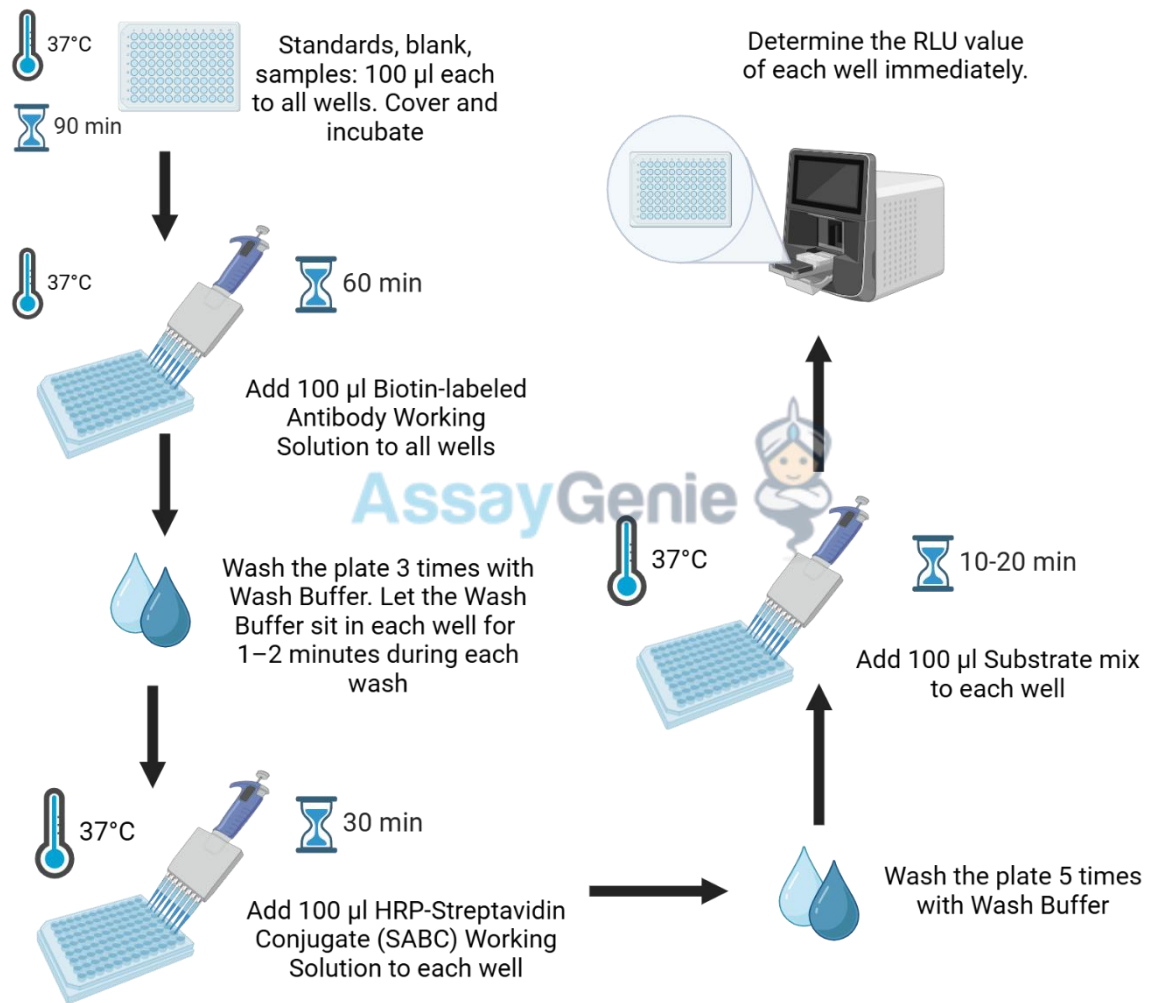 37°C
90 min
Standards, blank,
samples: 100 µl each
to all wells. Cover and
incubate
37°C
60 min
Add 100 µl Biotin-labeled
Antibody Working
Solution to all wells
Wash the plate 3 times with
Wash Buffer. Let the Wash
Buffer sit in each well for
1–2 minutes during each
wash
37°C
30 min
Add 100 µl HRP-Streptavidin
Conjugate (SABC) Working
Solution to each well
Wash the plate 5 times
with Wash Buffer
37°C
10-20 min
Add 100 µl Substrate mix
to each well
Determine the RLU value
of each well immediately.
AssayGenie